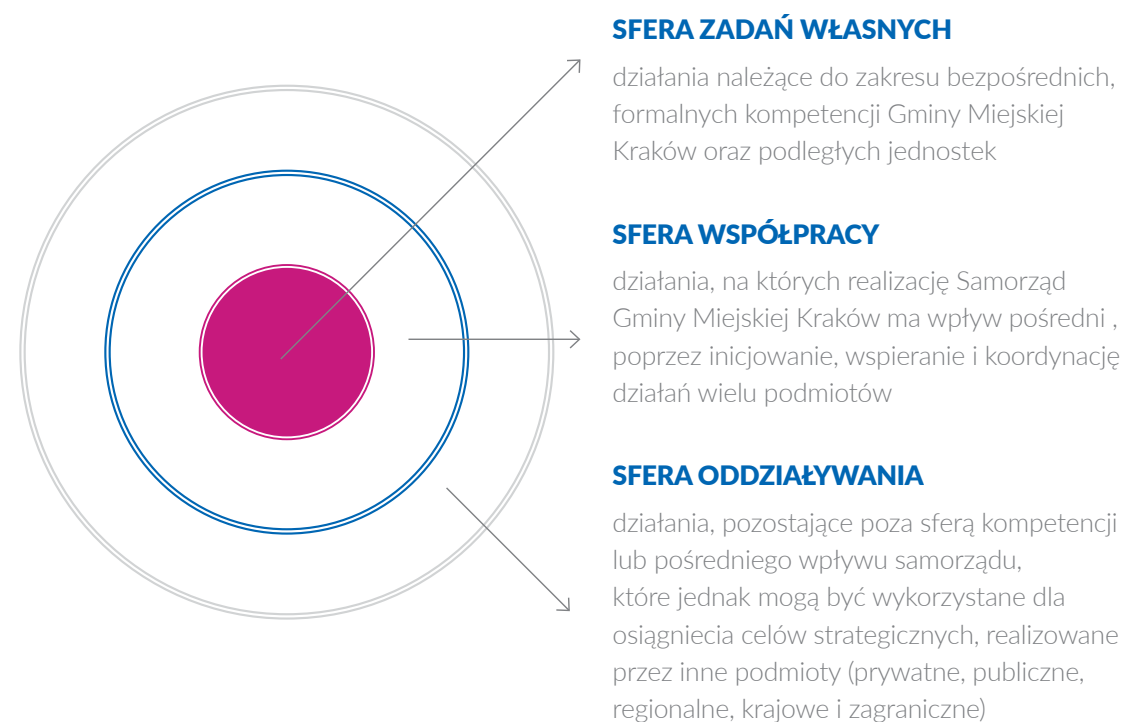 SFERA ZADAŃ WŁASNYCH
działania należące do zakresu bezpośrednich,
formalnych kompetencji Gminy Miejskiej
Kraków oraz podległych jednostek
SFERA WSPÓŁPRACY
działania, na których realizację Samorząd
Gminy Miejskiej Kraków ma wpływ pośredni ,
poprzez inicjowanie, wspieranie i koordynację
działań wielu podmiotów
SFERA ODDZIAŁYWANIA
działania, pozostające poza sferą kompetencji
lub pośredniego wpływu samorządu,
które jednak mogą być wykorzystane dla
osiągniecia celów strategicznych, realizowane
przez inne podmioty (prywatne, publiczne,
regionalne, krajowe i zagraniczne)